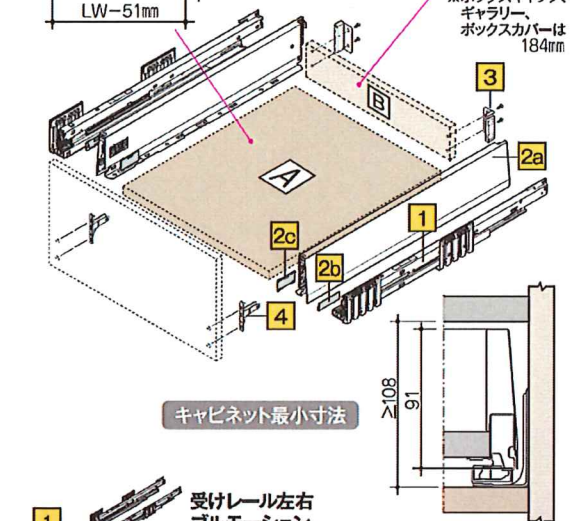 LW-51mm
ギャラリー、
ボックスカバーは
184mm
B
3
2a
A
1
2c
2b
4
≥108
91
キャビネット最小寸法
1
受けレール左右